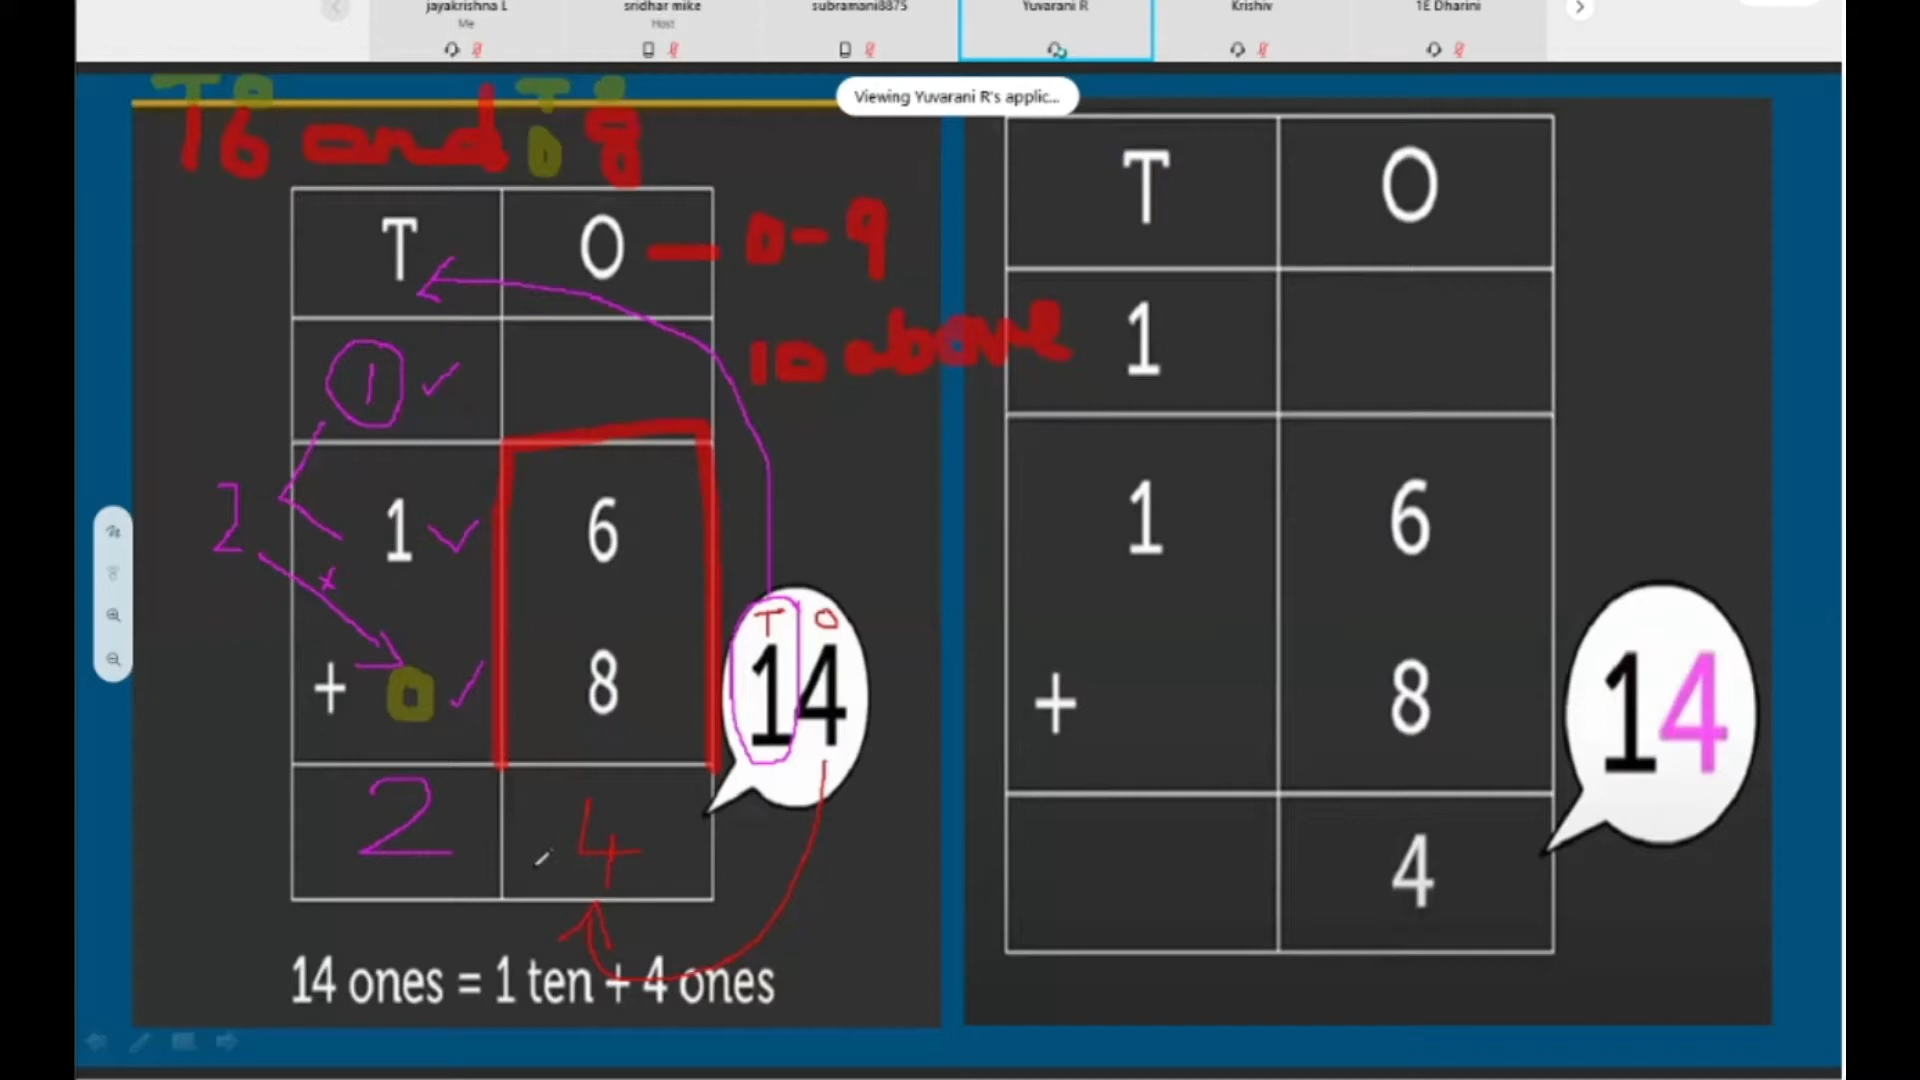 jayakrishna L
Me
sridhar mike
Host
subramani8875
Yuvarani R
Krishiv
1E Dharini
Viewing Yuvarani R's applic...
T O T O
16 and 08
T O — 0-9
10 above
1
1 6
2
+
+ 0 8
T O
14
2 4
14 ones = 1 ten + 4 ones
T O
1
1 6
+ 8
14
4